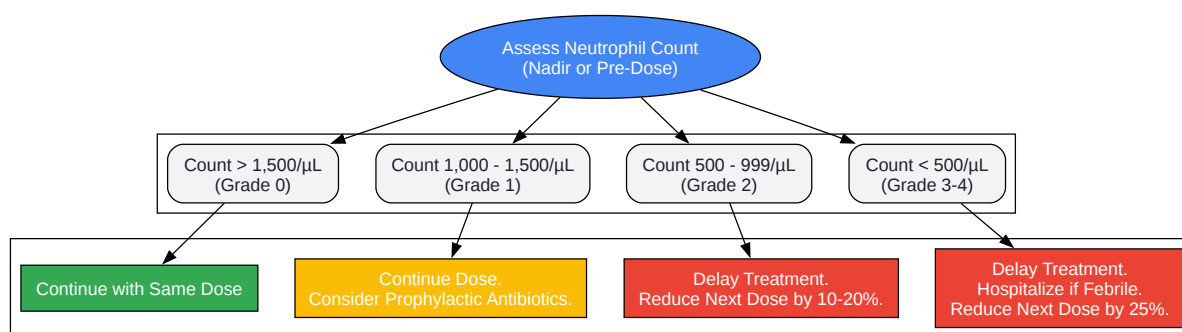 Assess Neutrophil Count
(Nadir or Pre-Dose)
Count > 1,500/µL
(Grade 0)
Count 1,000 - 1,500/µL
(Grade 1)
Count 500 - 999/µL
(Grade 2)
Count < 500/µL
(Grade 3-4)
Continue with Same Dose
Continue Dose.
Consider Prophylactic Antibiotics.
Delay Treatment.
Reduce Next Dose by 10-20%.
Delay Treatment.
Hospitalize if Febrile.
Reduce Next Dose by 25%.